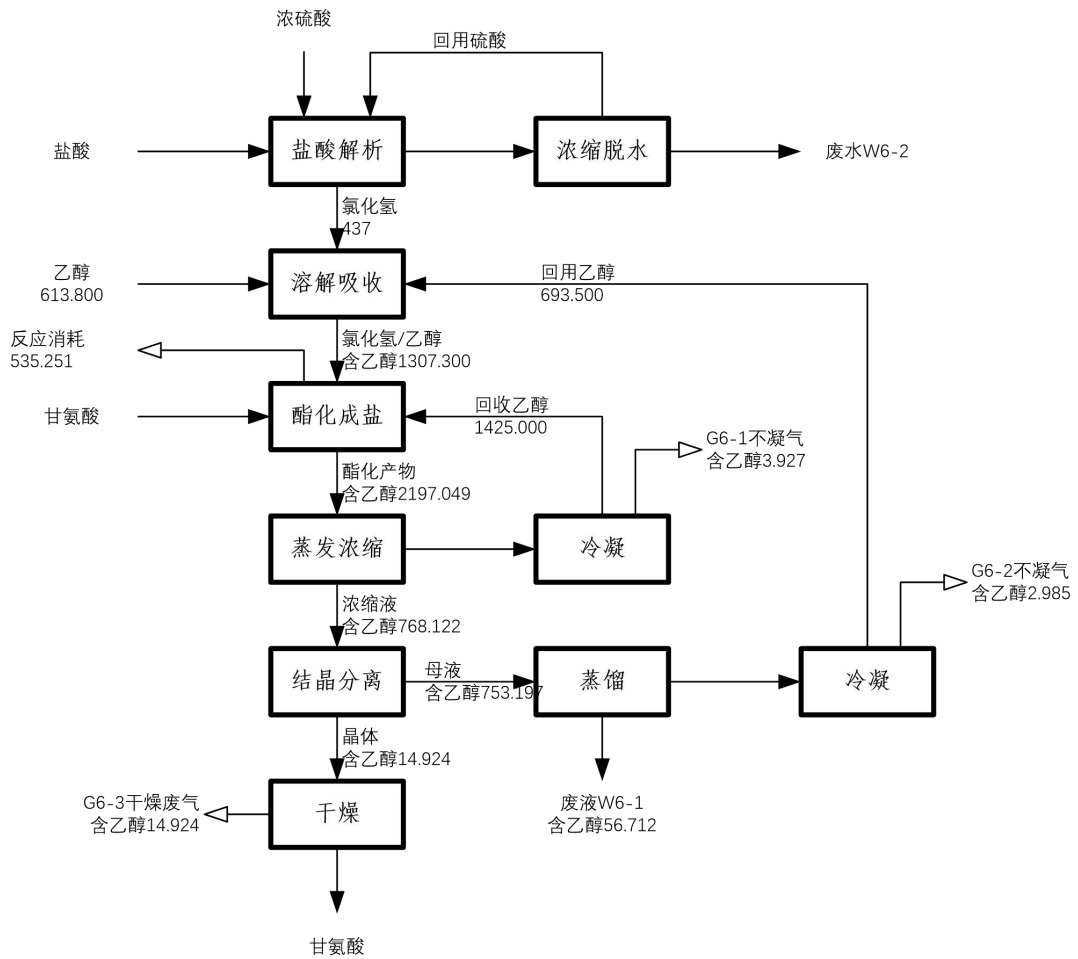 浓硫酸
回用硫酸
盐酸
盐酸解析
浓缩脱水
废水W6-2
氯化氢
437
乙醇
613.800
溶解吸收
回用乙醇
693.500
反应消耗
535.251
氯化氢/乙醇
含乙醇1307.300
甘氨酸
酯化成盐
回收乙醇
1425.000
G6-1不凝气
含乙醇3.927
酯化产物
含乙醇2197.049
蒸发浓缩
冷凝
G6-2不凝气
含乙醇2.985
浓缩液
含乙醇768.122
结晶分离
母液
含乙醇753.197
蒸馏
冷凝
晶体
含乙醇14.924
G6-3干燥废气
含乙醇14.924
干燥
废液W6-1
含乙醇56.712
甘氨酸